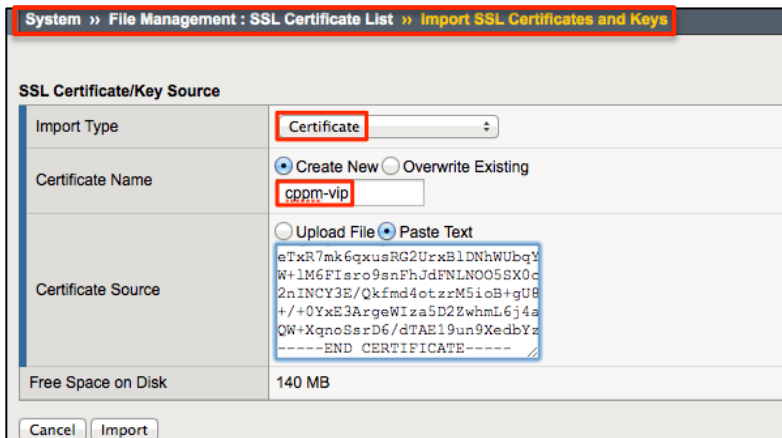 System ›› File Management : SSL Certificate List ›› Import SSL Certificates and Keys
SSL Certificate/Key Source
Import Type
Certificate
Certificate Name
Create New Overwrite Existing
cppm-vip
Certificate Source
Upload File Paste Text
eTxR7mk6qxusRG2UrxBlDNhWUbqY
W+lM6FIsro9snFhJdFNLNOO5SX0c
2nINCY3E/Qkfmd4otzrM5ioB+gU8
+/+0YxE3ArgeWIza5D2ZwhmL6j4a
QW+XqnoSsrD6/dTAE19un9XedbYz
-----END CERTIFICATE-----
Free Space on Disk
140 MB
Cancel Import